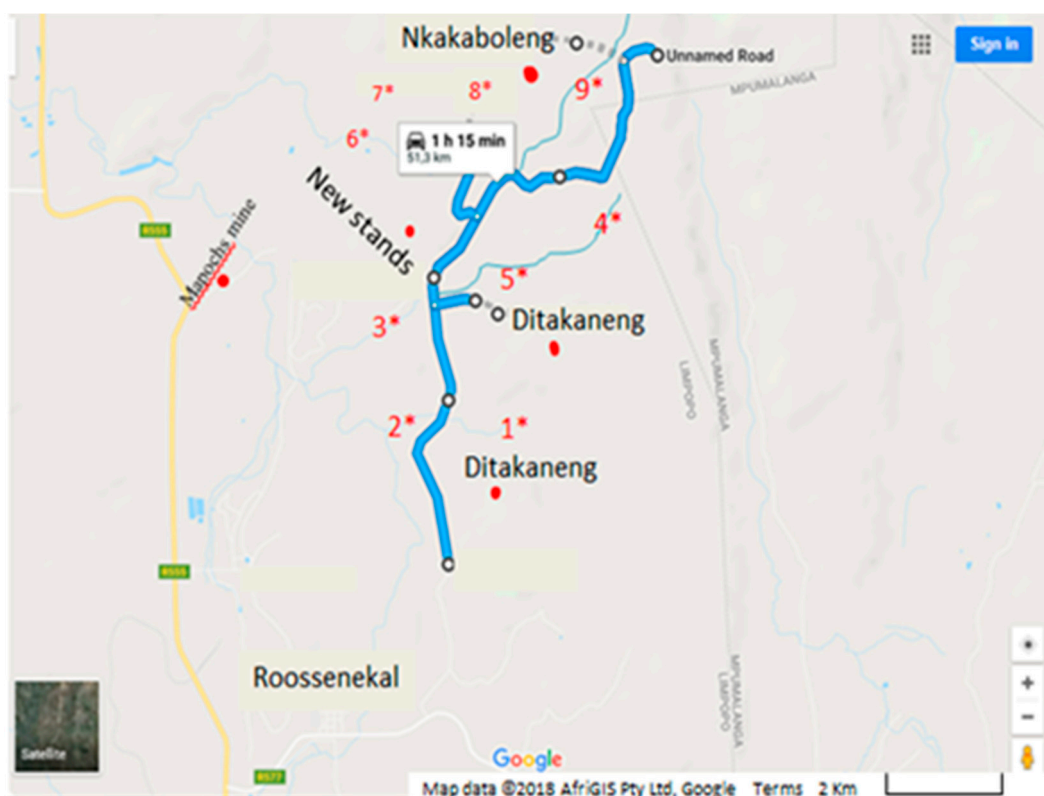 Nkakaboleng
Unnamed Road
Sign in
MPUMALANGA
7*
8*
9*
6*
1 h 15 min
51,3 km
New stands
4*
R555
Mapochs mine
5*
3*
Ditakaneng
LIMPOPO
MPUMALANGA
2*
1*
Ditakaneng
R555
Roossenekal
MPUMALANGA
LIMPOPO
Satellite
Google
R577
Map data ©2018 AfriGIS Pty Ltd, Google Terms 2 Km